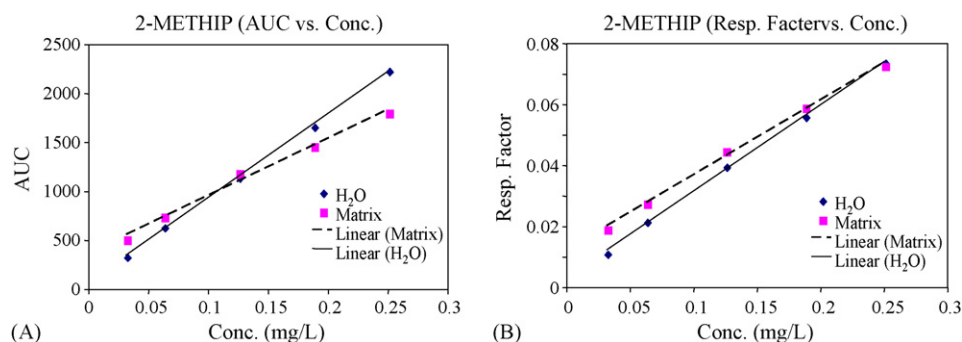 2-METHIP (AUC vs. Conc.)
2500
2000
1500
1000
500
0
0
0.05
0.1
0.15
0.2
0.25
0.3
AUC
Conc. (mg/L)
H₂O
Matrix
Linear (Matrix)
Linear (H₂O)
(A)
2-METHIP (Resp. Factervs. Conc.)
0.08
0.06
0.04
0.02
0
0
0.05
0.1
0.15
0.2
0.25
0.3
Resp. Factor
Conc. (mg/L)
H₂O
Matrix
Linear (Matrix)
Linear (H₂O)
(B)